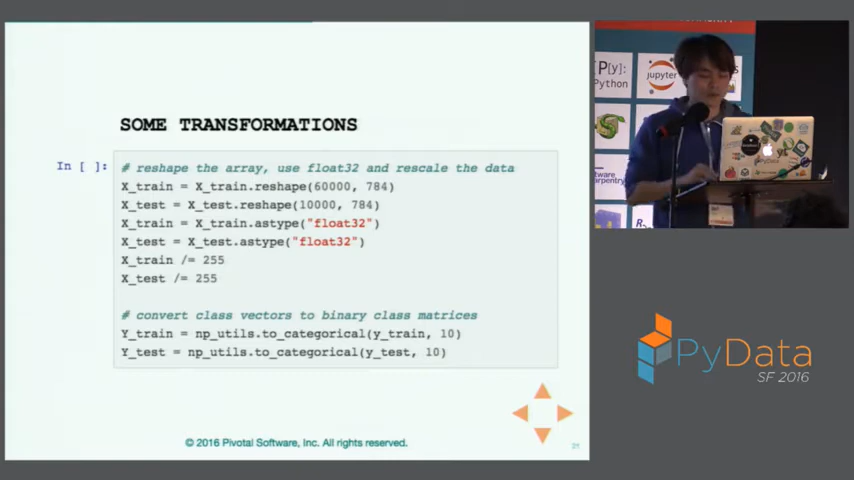 SOME TRANSFORMATIONS
In [ ]:
# reshape the array, use float32 and rescale the data
X_train = X_train.reshape(60000, 784)
X_test = X_test.reshape(10000, 784)
X_train = X_train.astype("float32")
X_test = X_test.astype("float32")
X_train /= 255
X_test /= 255
# convert class vectors to binary class matrices
Y_train = np_utils.to_categorical(y_train, 10)
Y_test = np_utils.to_categorical(y_test, 10)
© 2016 Pivotal Software, Inc. All rights reserved.
21
P[y]:
Python
jupyter
PyData
SF 2016